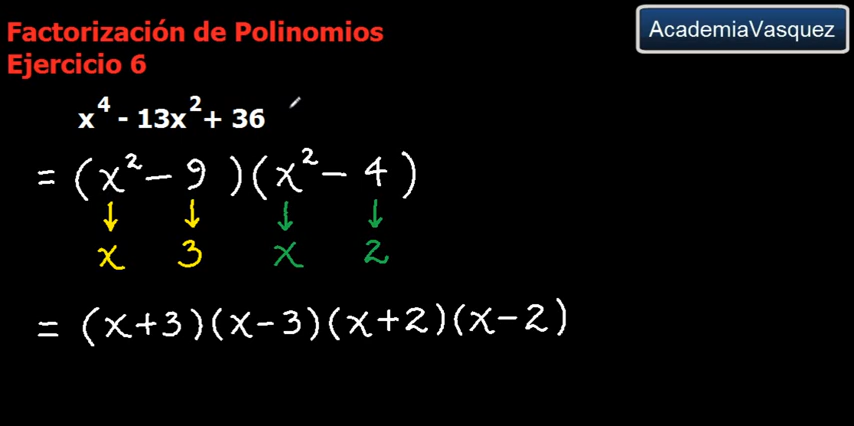 Factorización de Polinomios
AcademiaVasquez
Ejercicio 6
x⁴ - 13x² + 36
= (x² - 9)(x² - 4)
↓ ↓ ↓ ↓
x 3 x 2
= (x+3)(x-3)(x+2)(x-2)